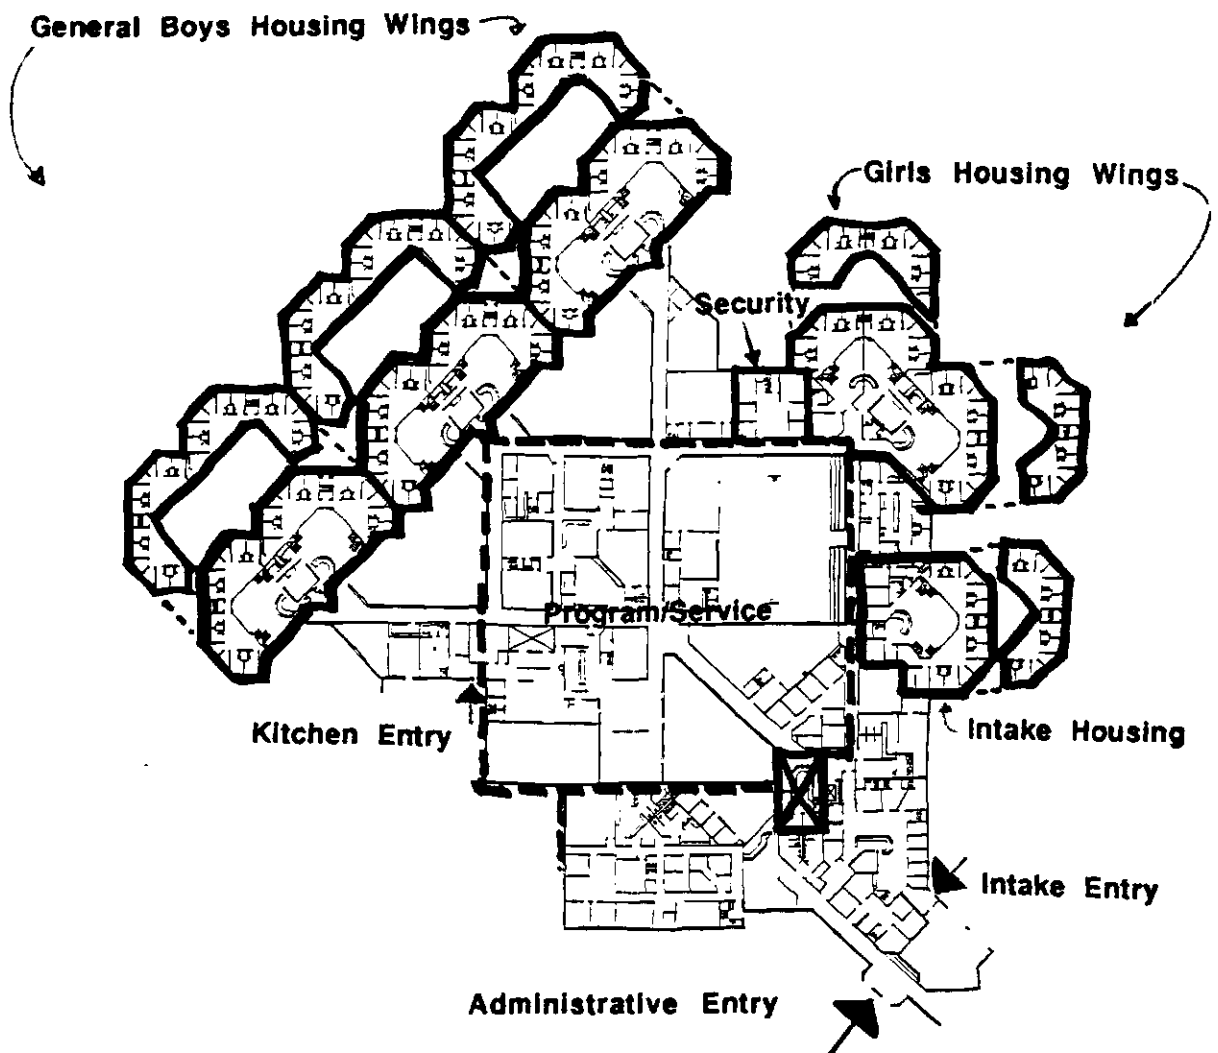 General Boys Housing Wings
Girls Housing Wings
Security
Program/Service
Kitchen Entry
Intake Housing
Intake Entry
Administrative Entry